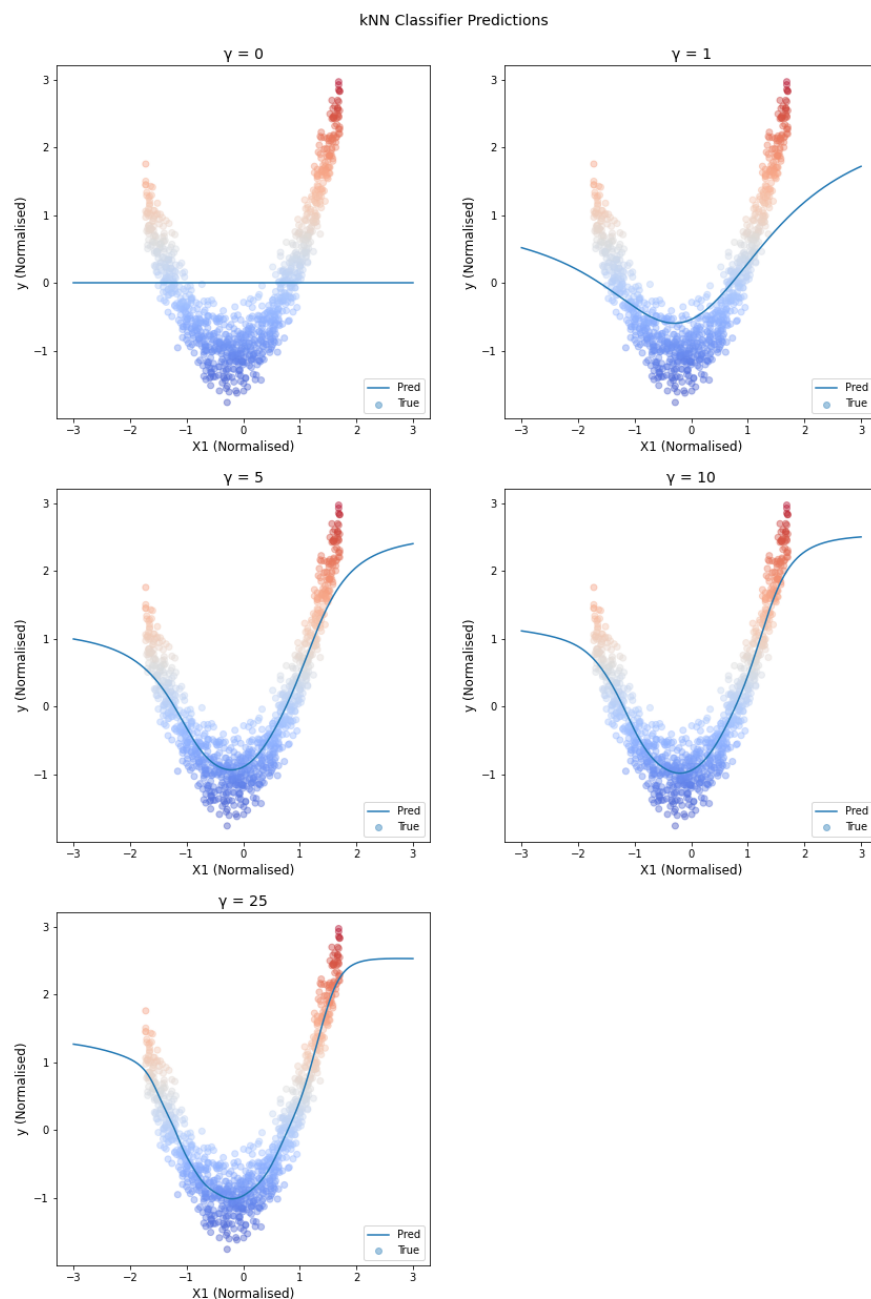 kNN Classifier Predictions
γ = 0
3
2
1
0
−1
y (Normalised)
Pred
True
−3
−2
−1
0
1
2
3
X1 (Normalised)
γ = 1
3
2
1
0
−1
y (Normalised)
Pred
True
−3
−2
−1
0
1
2
3
X1 (Normalised)
γ = 5
3
2
1
0
−1
y (Normalised)
Pred
True
−3
−2
−1
0
1
2
3
X1 (Normalised)
γ = 10
3
2
1
0
−1
y (Normalised)
Pred
True
−3
−2
−1
0
1
2
3
X1 (Normalised)
γ = 25
3
2
1
0
−1
y (Normalised)
Pred
True
−3
−2
−1
0
1
2
3
X1 (Normalised)